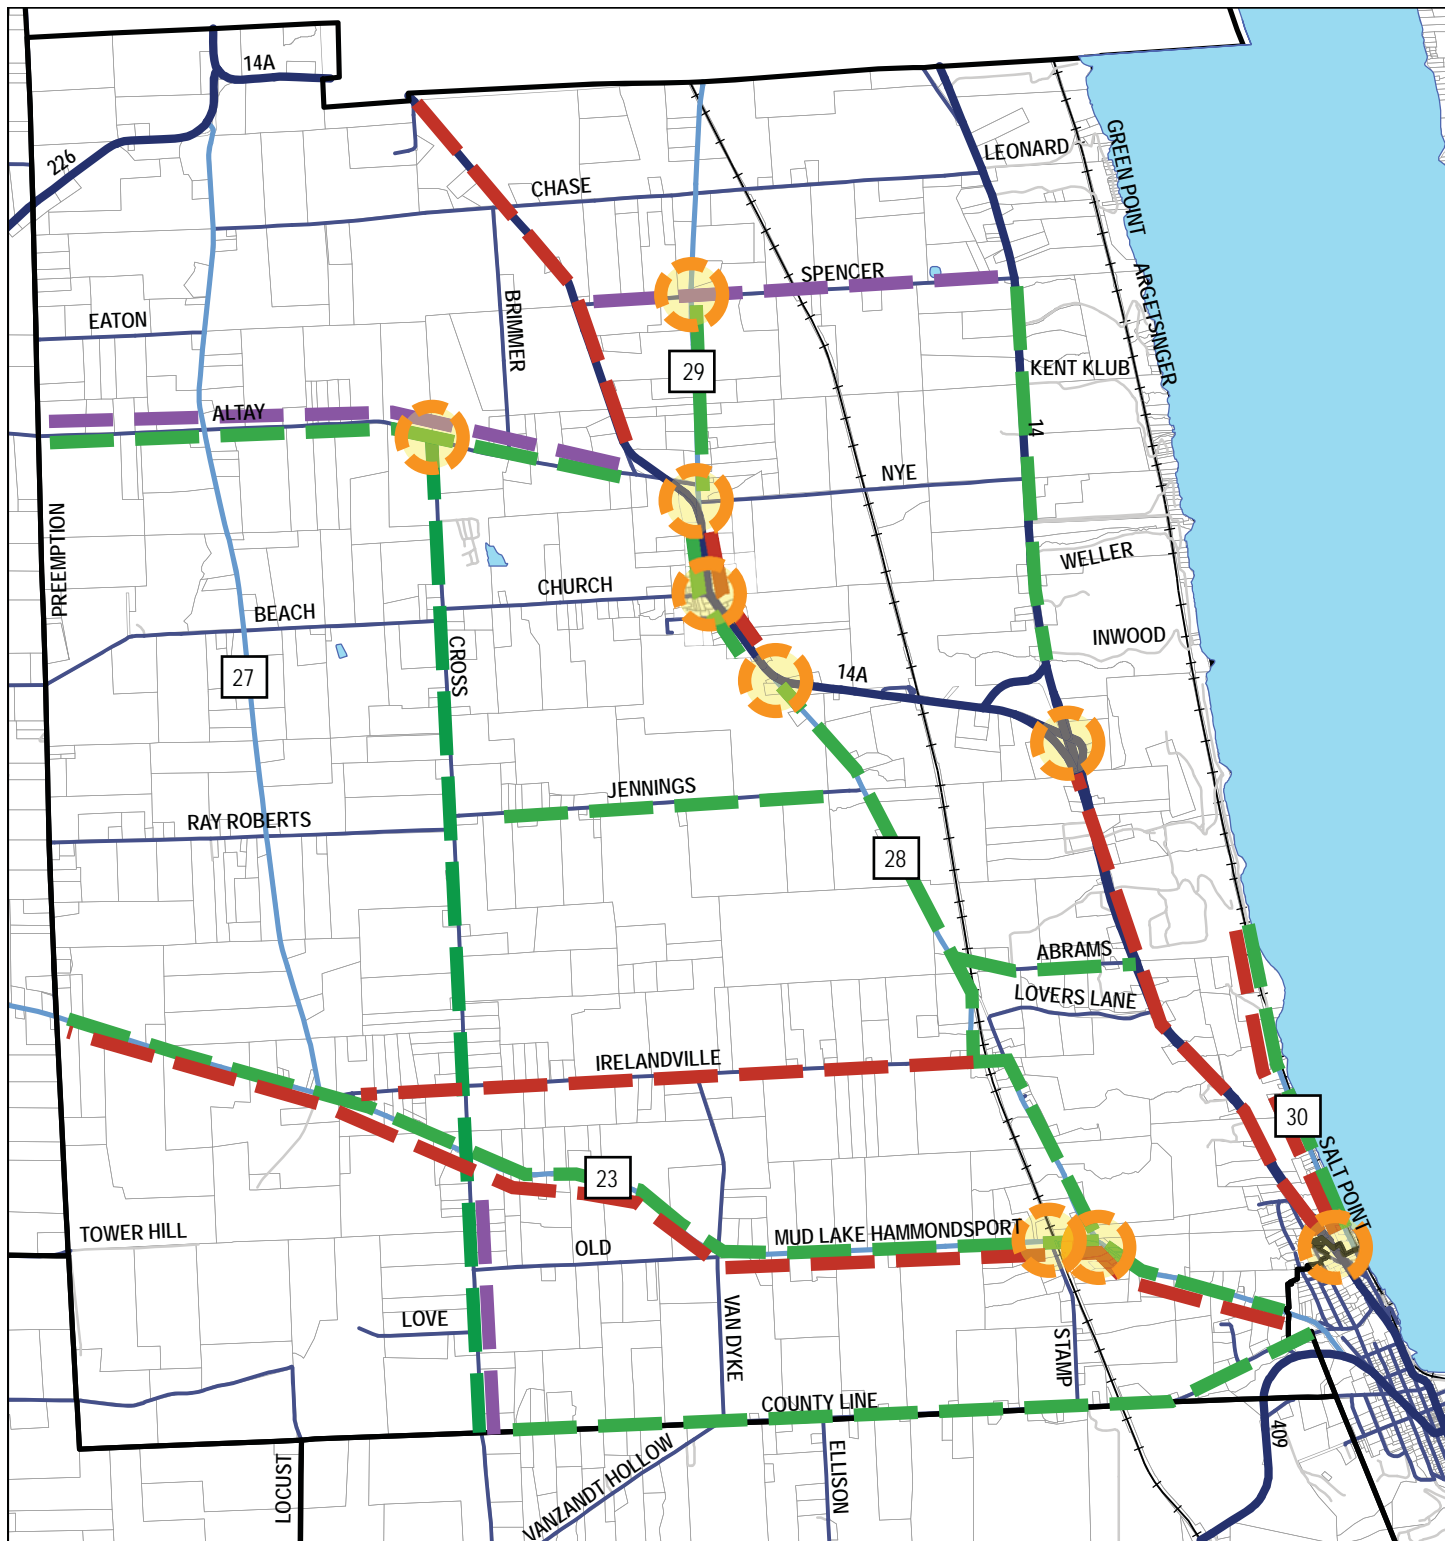 14A
226
LEONARD
GREEN POINT
CHASE
SPENCER
ARGETSINGER
EATON
BRIMMER
29
KENT KLUB
ALTAY
14
NYE
PREEMPTION
WELLER
CHURCH
BEACH
INWOOD
CROSS
27
14A
JENNINGS
RAY ROBERTS
28
ABRAMS
LOVERS LANE
IRELANDVILLE
30
SALT POINT
23
TOWER HILL
MUD LAKE HAMMONDSPORT
OLD
LOVE
VAN DYKE
STAMP
COUNTY LINE
409
LOCUST
VANZANDT HOLLOW
ELLISON